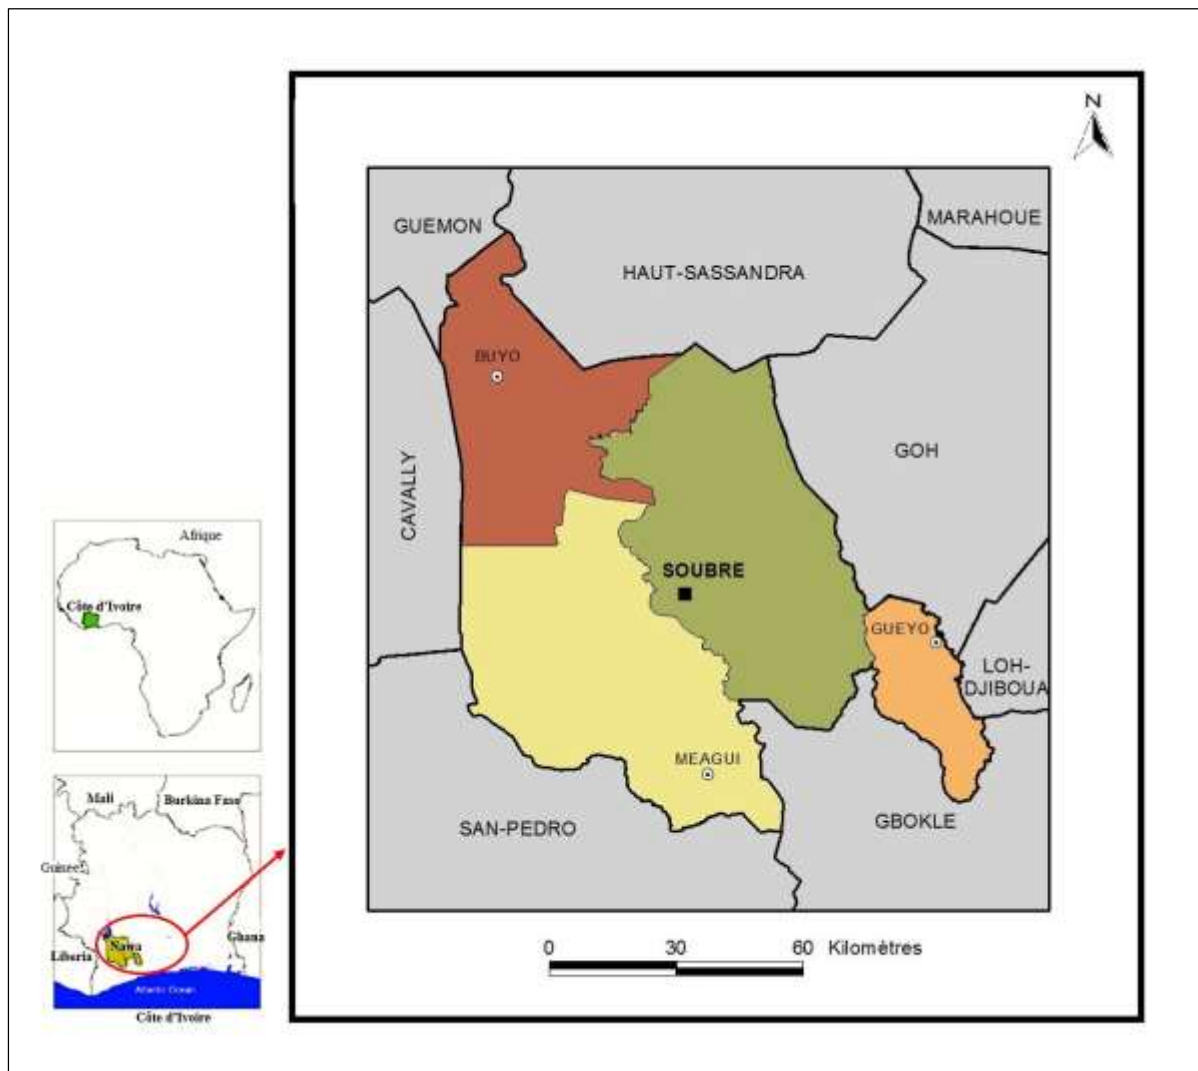 N
GUEMON
MARAHOUE
HAUT-SASSANDRA
BUYO
GOH
CAVALLY
SOUBRE
GUEYO
LOH-
DJIBOUA
MEAGUI
SAN-PEDRO
GBOKLE
0 30 60 Kilomètres
Afrique
Côte d'Ivoire
Mali
Burkina Faso
Guinee
Nawa
Ghana
Liberia
Atlantic Ocean
Côte d'Ivoire